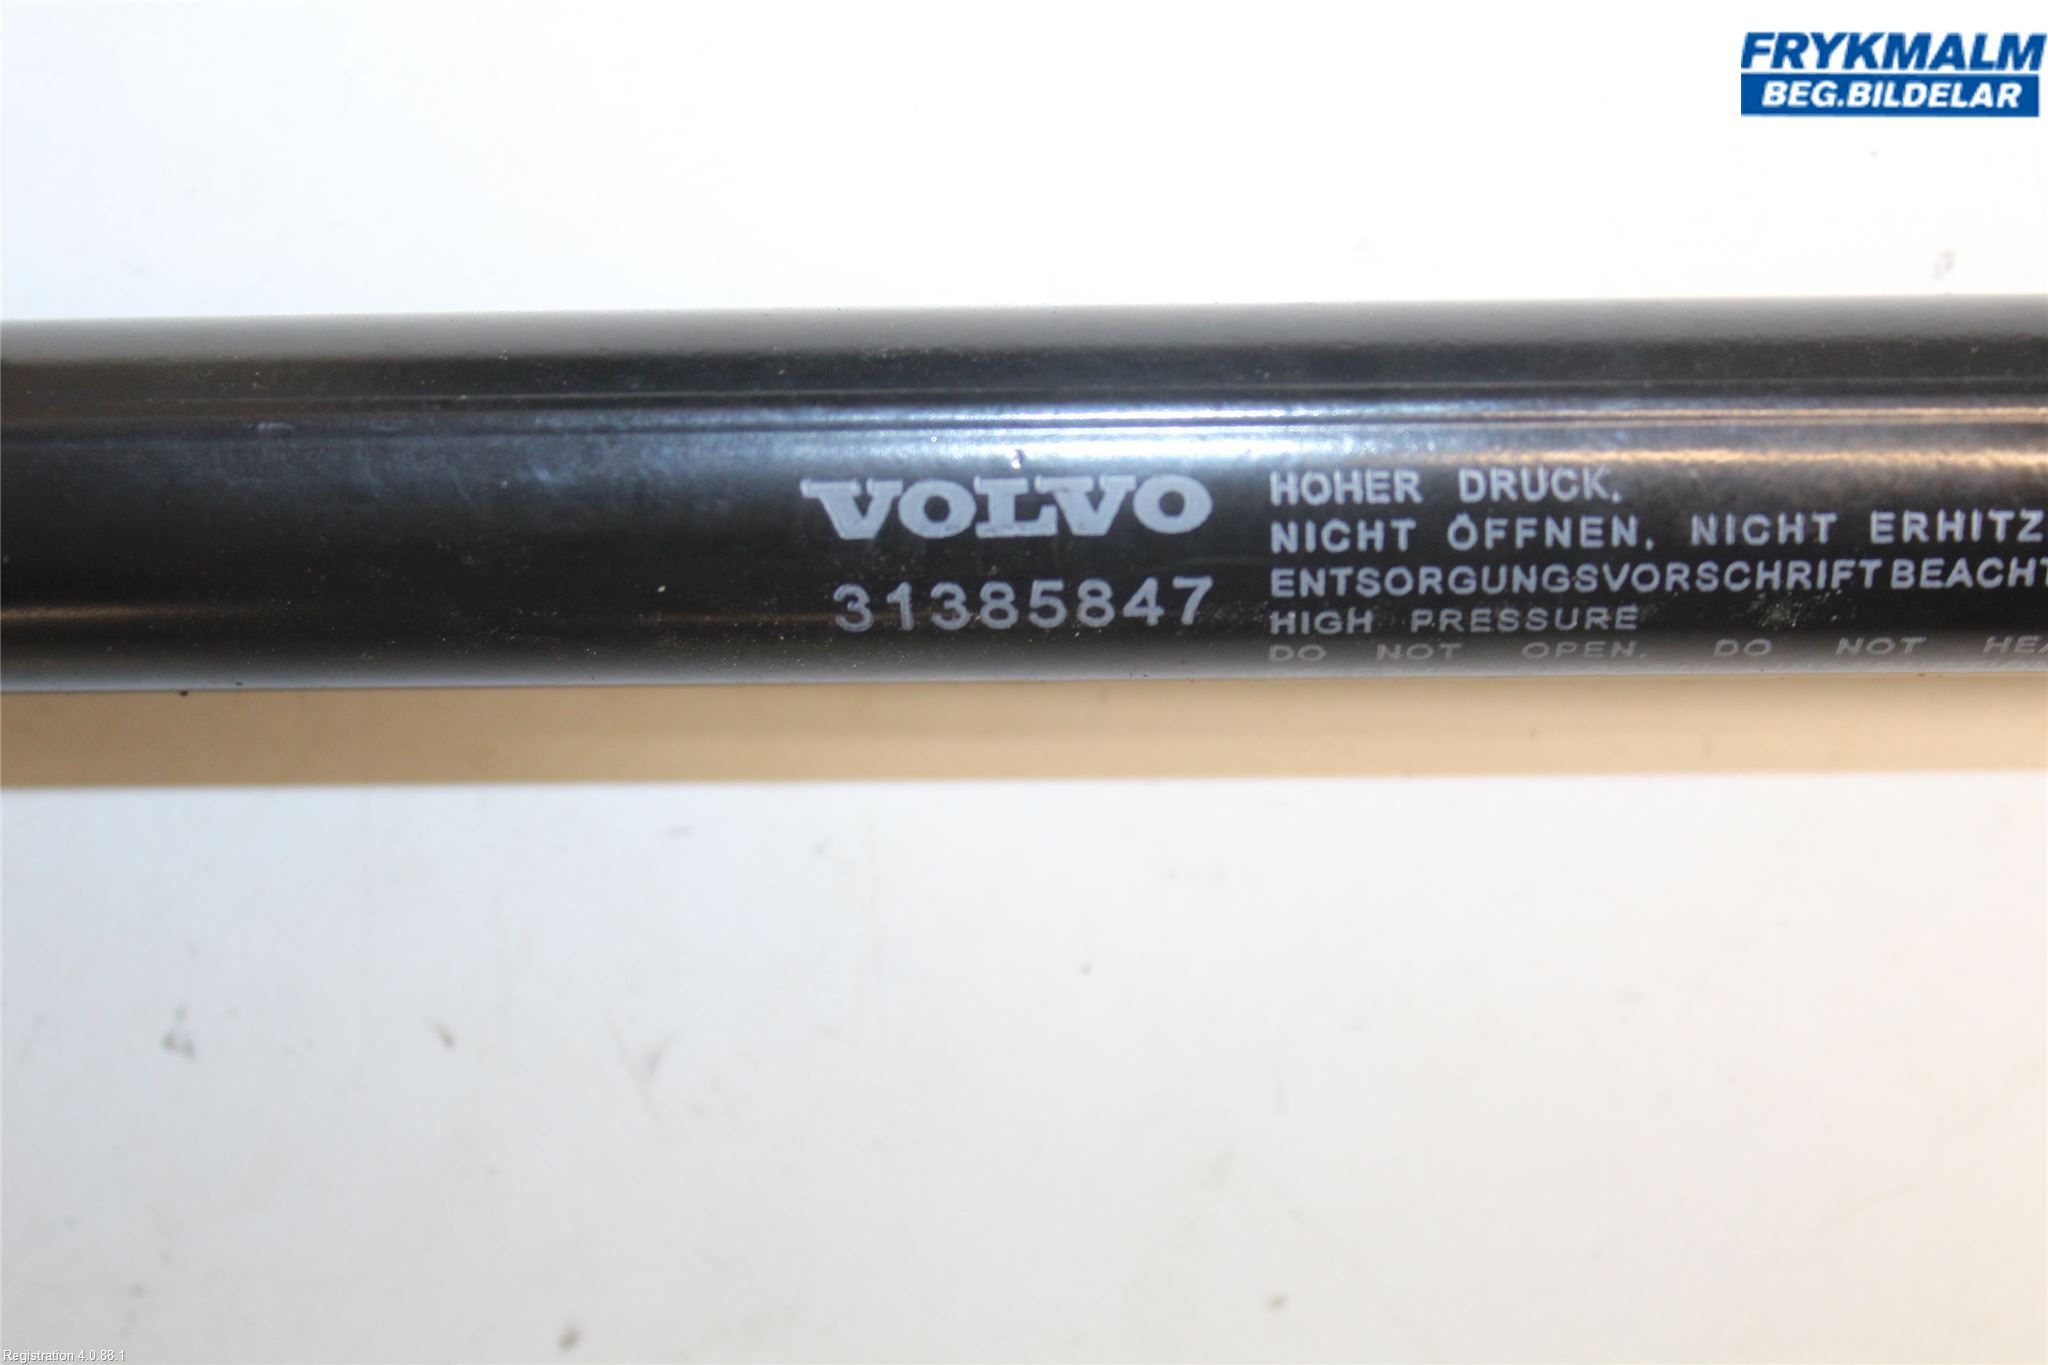 FRYKMALM
BEG.BILDELAR
VOLVO
31385847
HOHER DRUCK.
NICHT ÖFFNEN. NICHT ERHITZ
ENTSORGUNGSVORSCHRIFT BEACHT
HIGH PRESSURE
DO NOT OPEN. DO NOT HEA
Registration 4.0.88.1